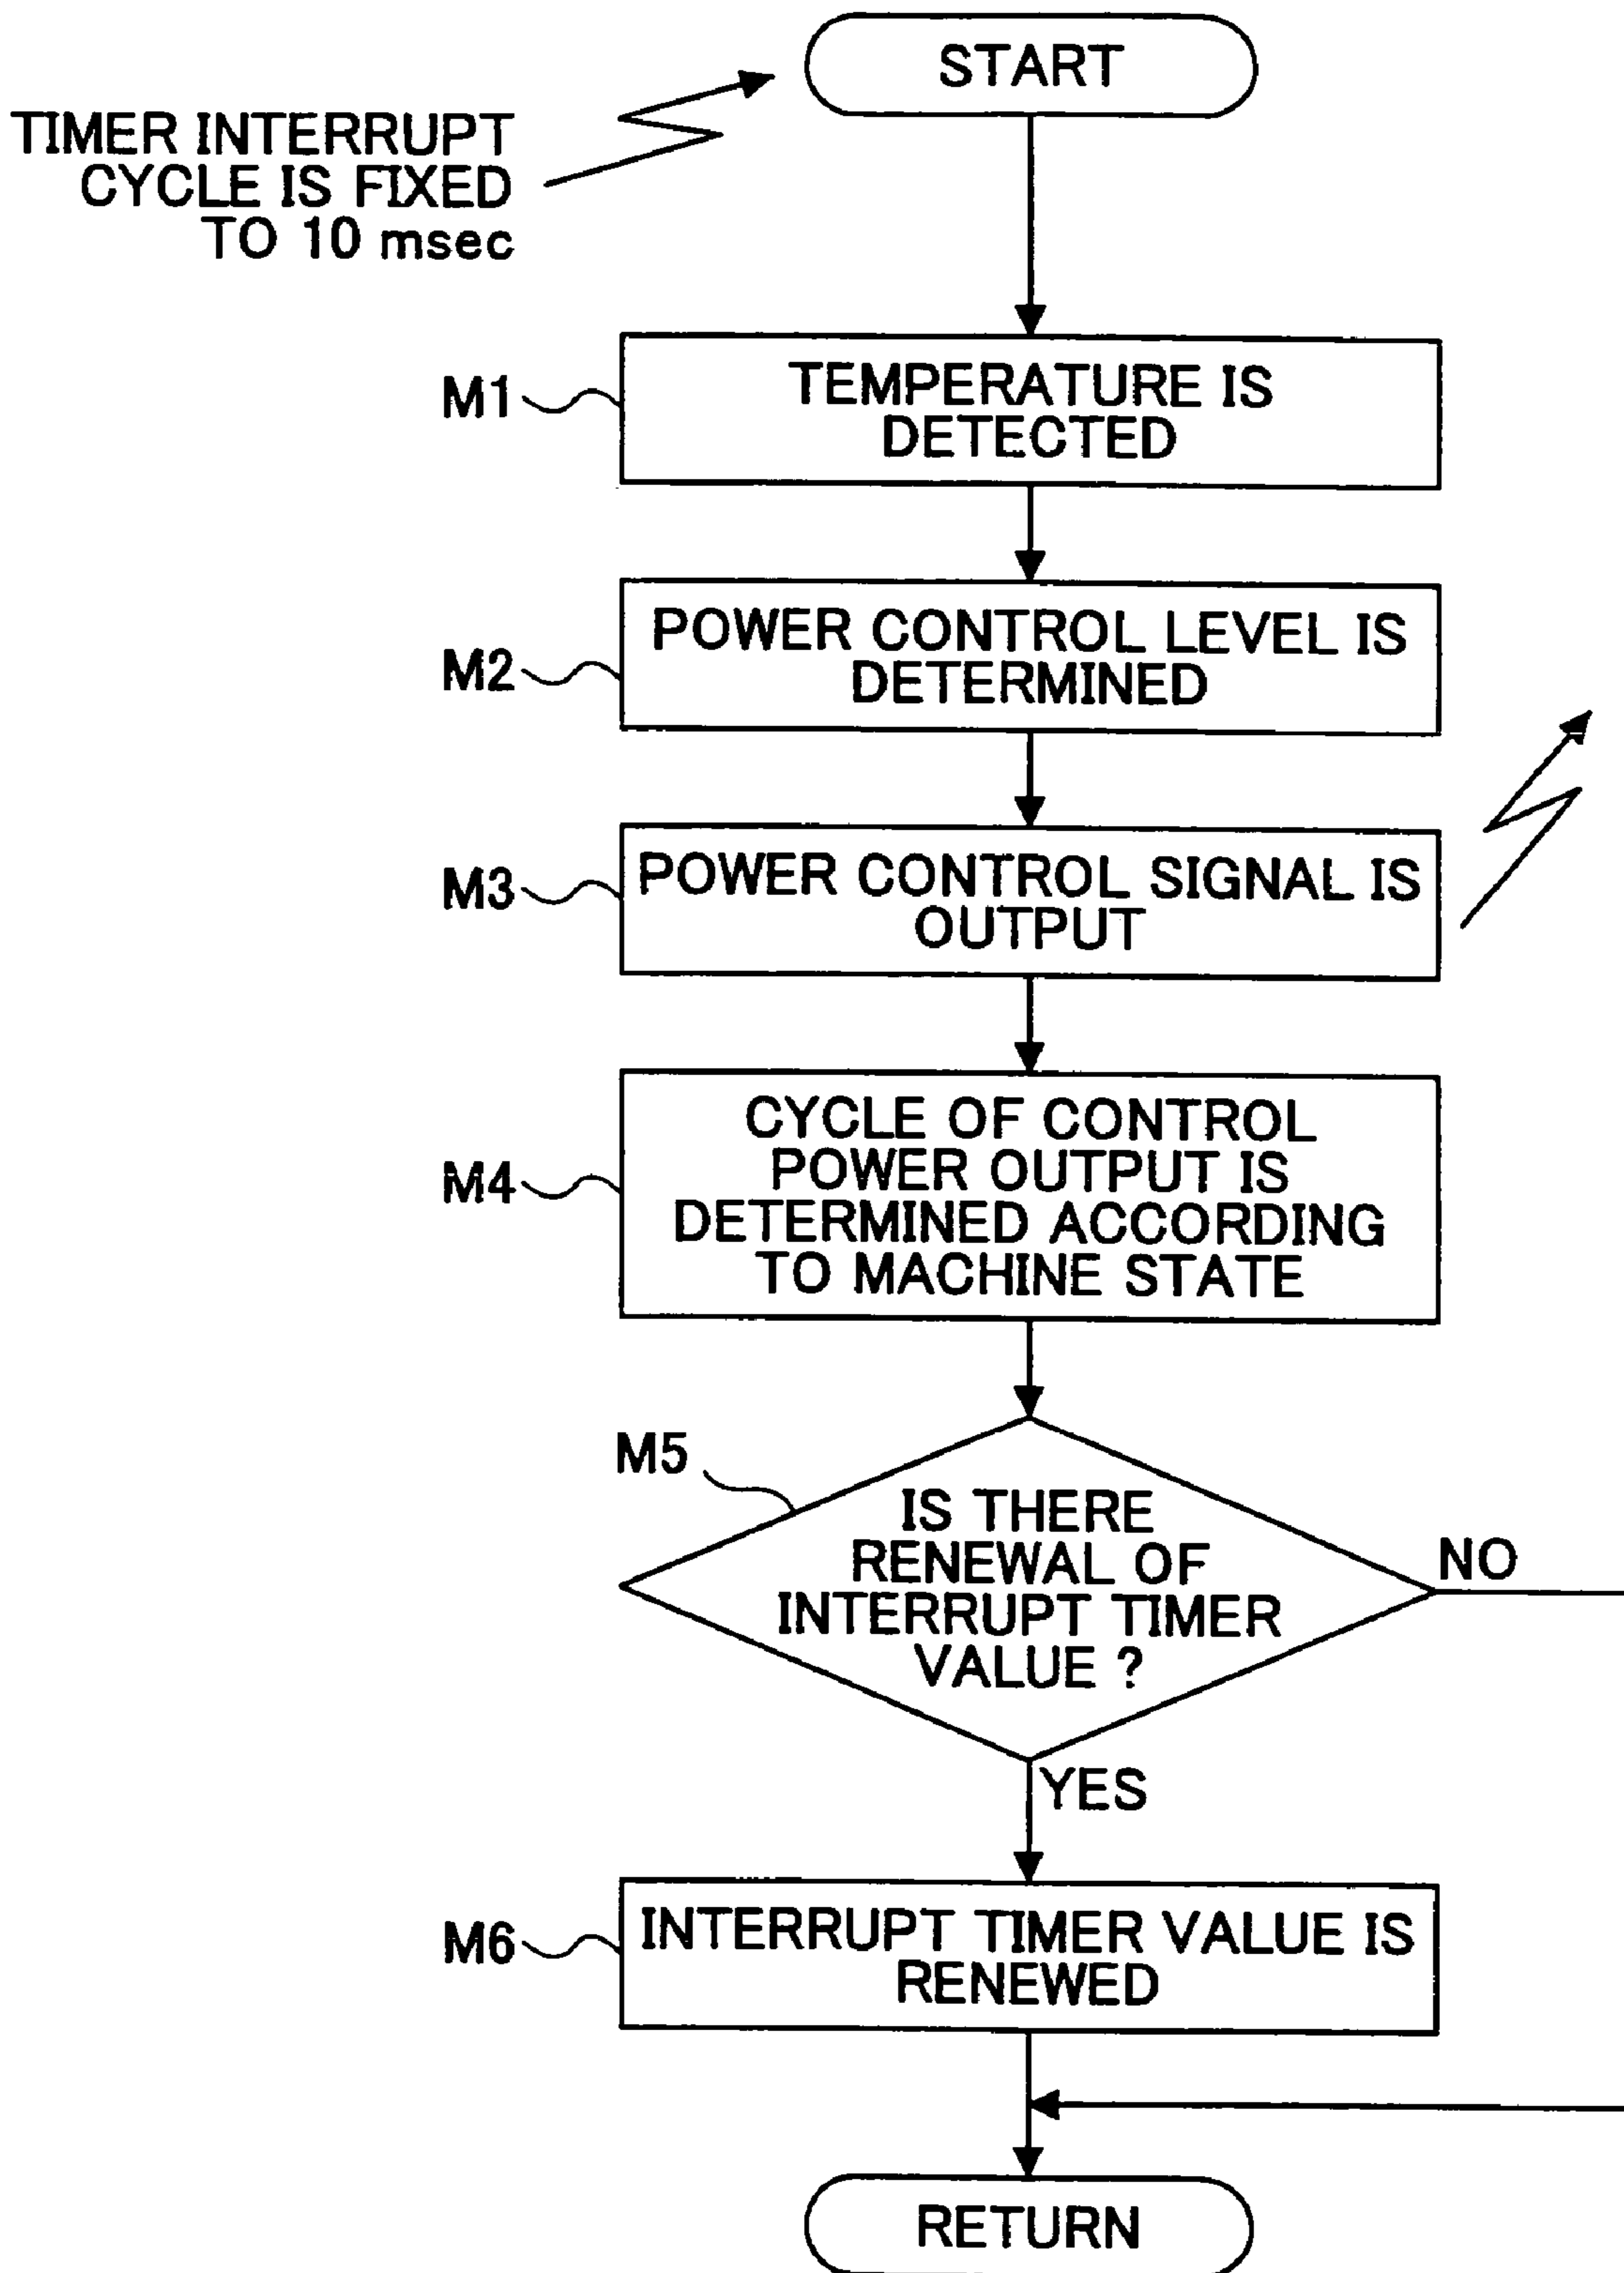 START
TIMER INTERRUPT
CYCLE IS FIXED
TO 10 msec
M1
TEMPERATURE IS
DETECTED
M2
POWER CONTROL LEVEL IS
DETERMINED
M3
POWER CONTROL SIGNAL IS
OUTPUT
M4
CYCLE OF CONTROL
POWER OUTPUT IS
DETERMINED ACCORDING
TO MACHINE STATE
M5
IS THERE
RENEWAL OF
INTERRUPT TIMER
VALUE ?
NO
YES
M6
INTERRUPT TIMER VALUE IS
RENEWED
RETURN